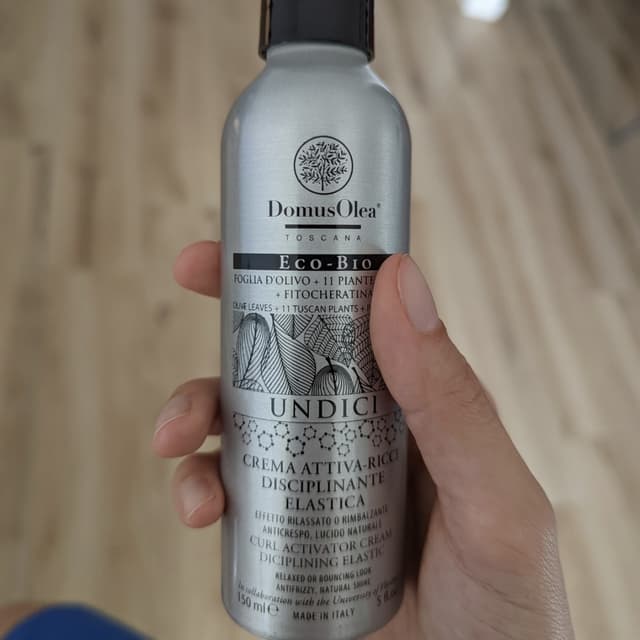 DomusOlea®
TOSCANA
ECO-BIO
FOGLIA D'OLIVO + 11 PIANTE
+ FITOCHERATINA
OLIVE LEAVES + 11 TUSCAN PLANTS +
UNDICI
CREMA ATTIVA-RICCI
DISCIPLINANTE
ELASTICA
EFFETTO RILASSATO O RIMBALZANTE
ANTICRESPO, LUCIDO NATURALE
CURL ACTIVATOR CREAM
DICIPLINING ELASTIC
RELAXED OR BOUNCING LOOK
ANTIFRIZZY, NATURAL SHINE
In collaboration with the University of
150 ml ℮ 5 fl.
MADE IN ITALY